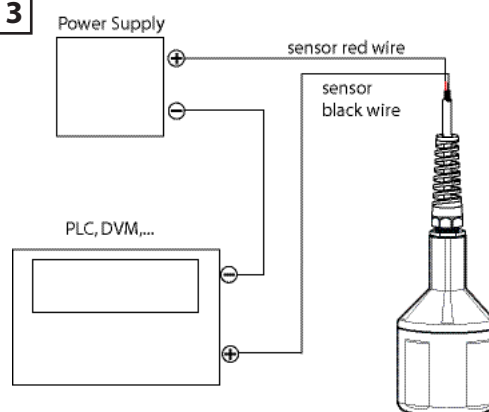 3
Power Supply
+
sensor red wire
sensor
black wire
−
PLC, DVM,...
−
+